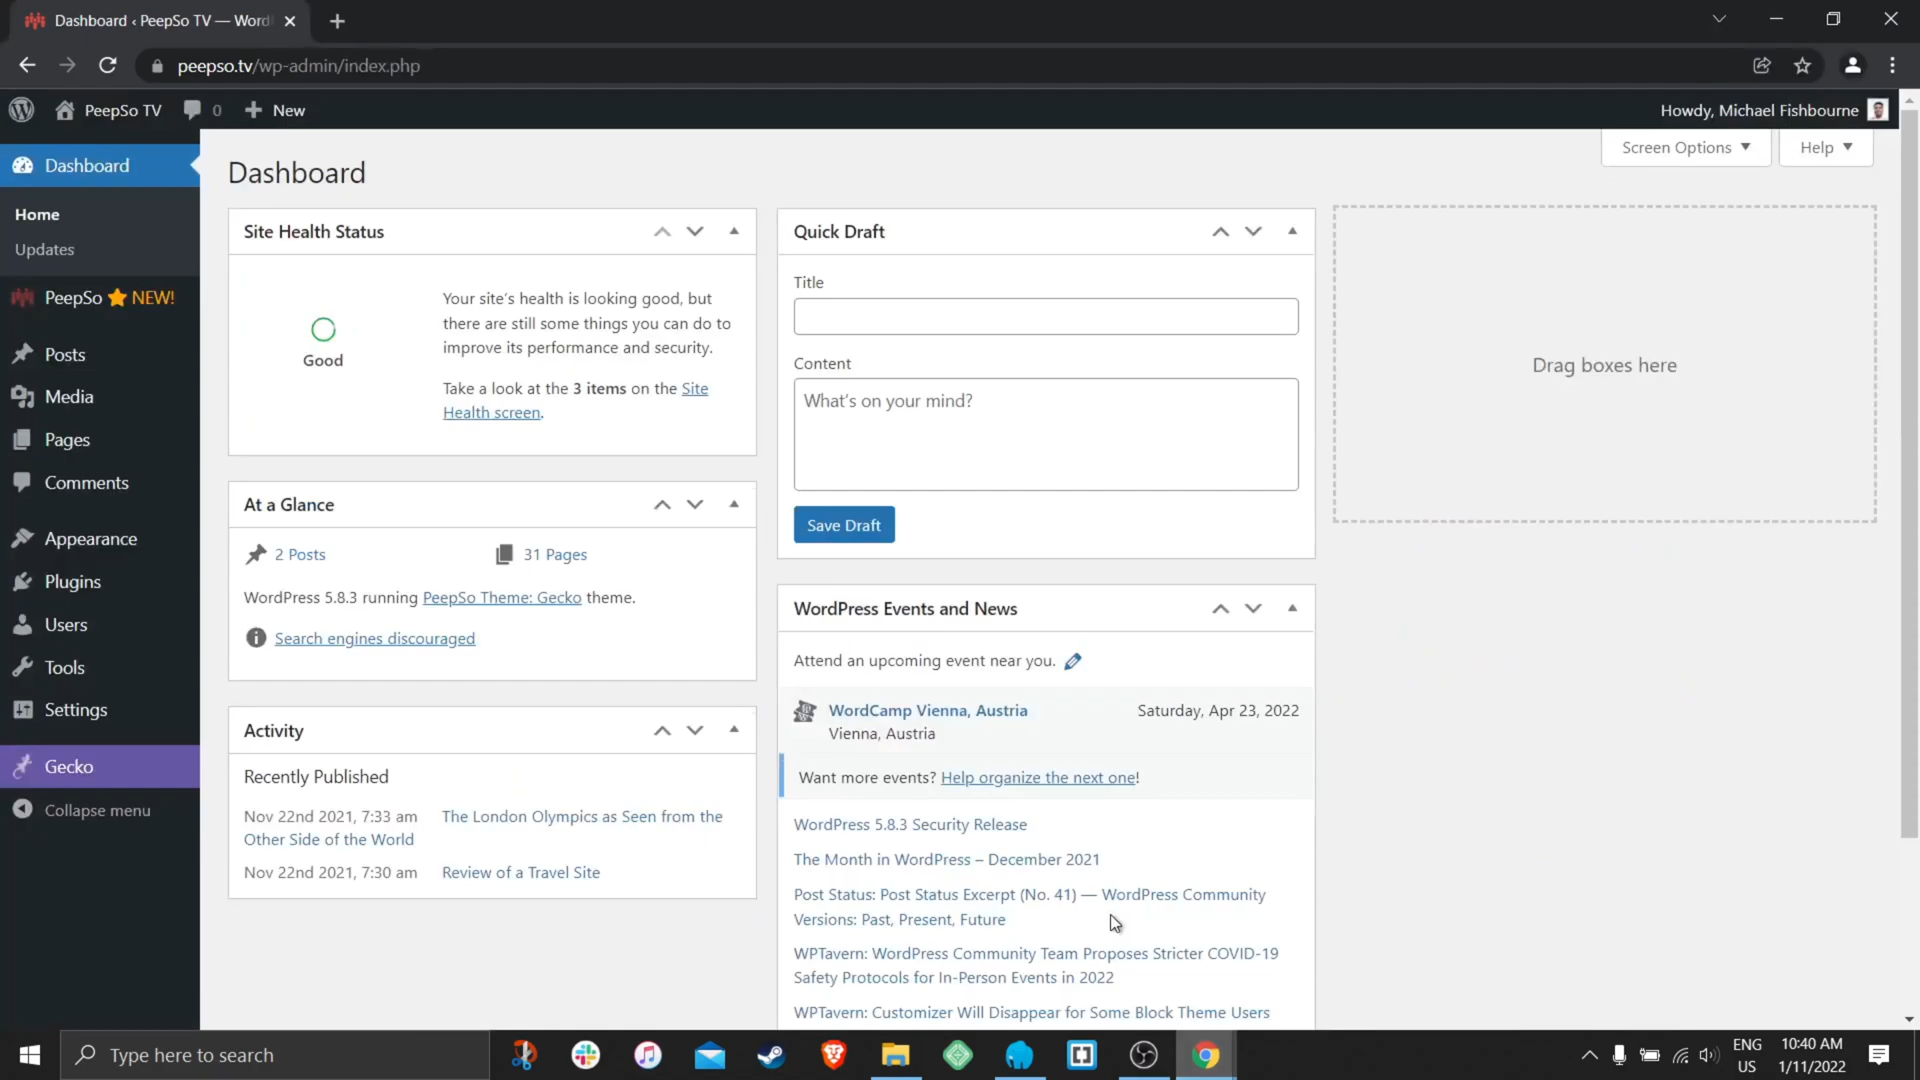 Dashboard ‹ PeepSo TV — Word
peepso.tv/wp-admin/index.php
PeepSo TV
0
New
Howdy, Michael Fishbourne
Screen Options
Help
Dashboard
Home
Updates
PeepSo NEW!
Posts
Media
Pages
Comments
Appearance
Plugins
Users
Tools
Settings
Gecko
Collapse menu
Dashboard
Site Health Status
Good
Your site's health is looking good, but
there are still some things you can do to
improve its performance and security.
Take a look at the 3 items on the Site
Health screen.
At a Glance
2 Posts
31 Pages
WordPress 5.8.3 running PeepSo Theme: Gecko theme.
Search engines discouraged
Activity
Recently Published
Nov 22nd 2021, 7:33 am The London Olympics as Seen from the
Other Side of the World
Nov 22nd 2021, 7:30 am Review of a Travel Site
Quick Draft
Title
Content
What's on your mind?
Save Draft
WordPress Events and News
Attend an upcoming event near you.
WordCamp Vienna, Austria
Saturday, Apr 23, 2022
Vienna, Austria
Want more events? Help organize the next one!
WordPress 5.8.3 Security Release
The Month in WordPress – December 2021
Post Status: Post Status Excerpt (No. 41) — WordPress Community
Versions: Past, Present, Future
WPTavern: WordPress Community Team Proposes Stricter COVID-19
Safety Protocols for In-Person Events in 2022
WPTavern: Customizer Will Disappear for Some Block Theme Users
Drag boxes here
Type here to search
ENG
US
10:40 AM
1/11/2022